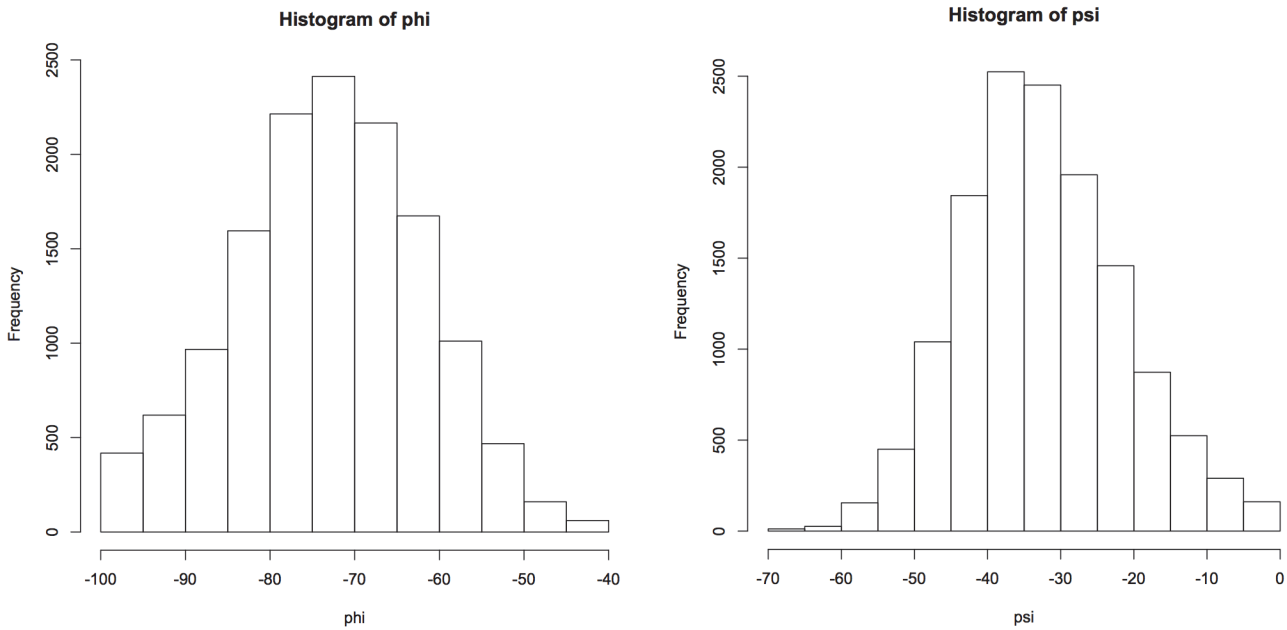 Histogram of phi
Frequency
2500
2000
1500
1000
500
0
-100 -90 -80 -70 -60 -50 -40
phi
Histogram of psi
Frequency
2500
2000
1500
1000
500
0
-70 -60 -50 -40 -30 -20 -10 0
psi